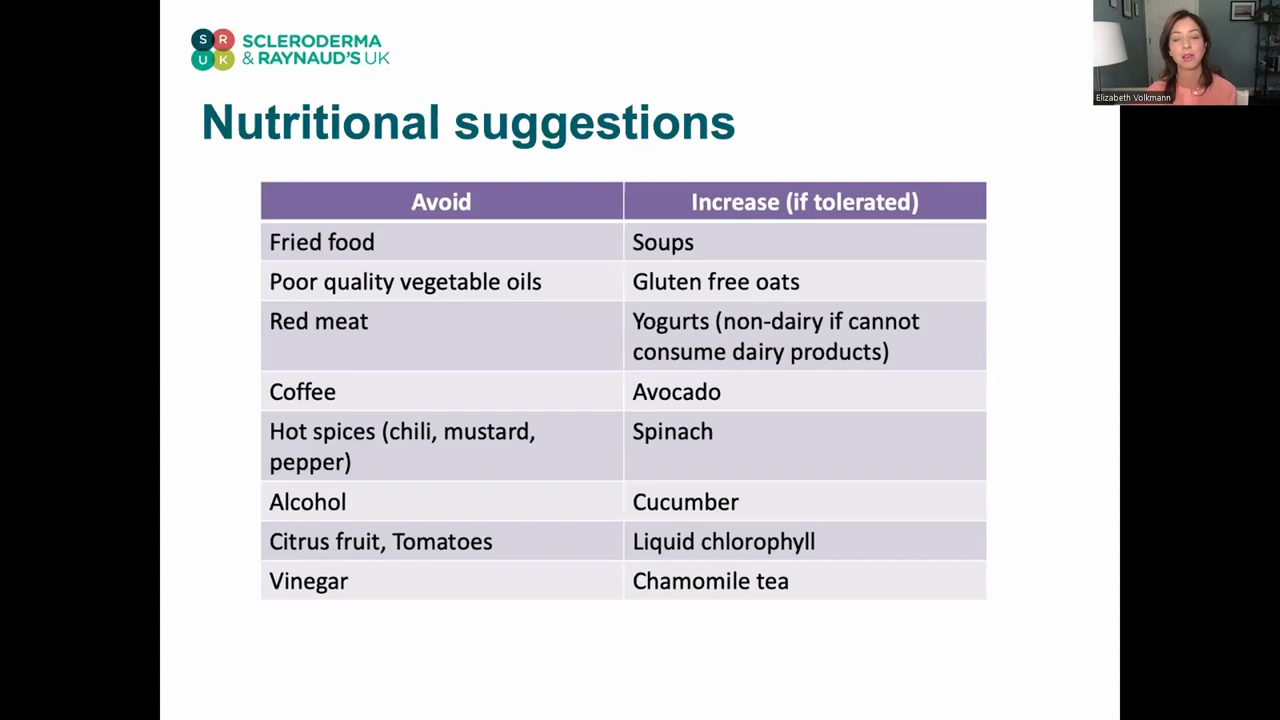 S R
U K
SCLERODERMA
& RAYNAUD'S UK
Elizabeth Volkmann
Nutritional suggestions
Avoid
Increase (if tolerated)
Fried food
Soups
Poor quality vegetable oils
Gluten free oats
Red meat
Yogurts (non-dairy if cannot
consume dairy products)
Coffee
Avocado
Hot spices (chili, mustard,
pepper)
Spinach
Alcohol
Cucumber
Citrus fruit, Tomatoes
Liquid chlorophyll
Vinegar
Chamomile tea